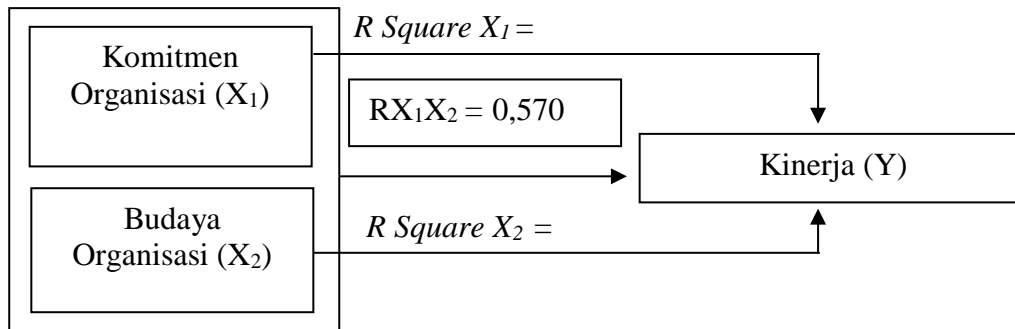 R Square X₁ =
Komitmen
Organisasi (X₁)
RX₁X₂ = 0,570
Kinerja (Y)
Budaya
Organisasi (X₂)
R Square X₂ =